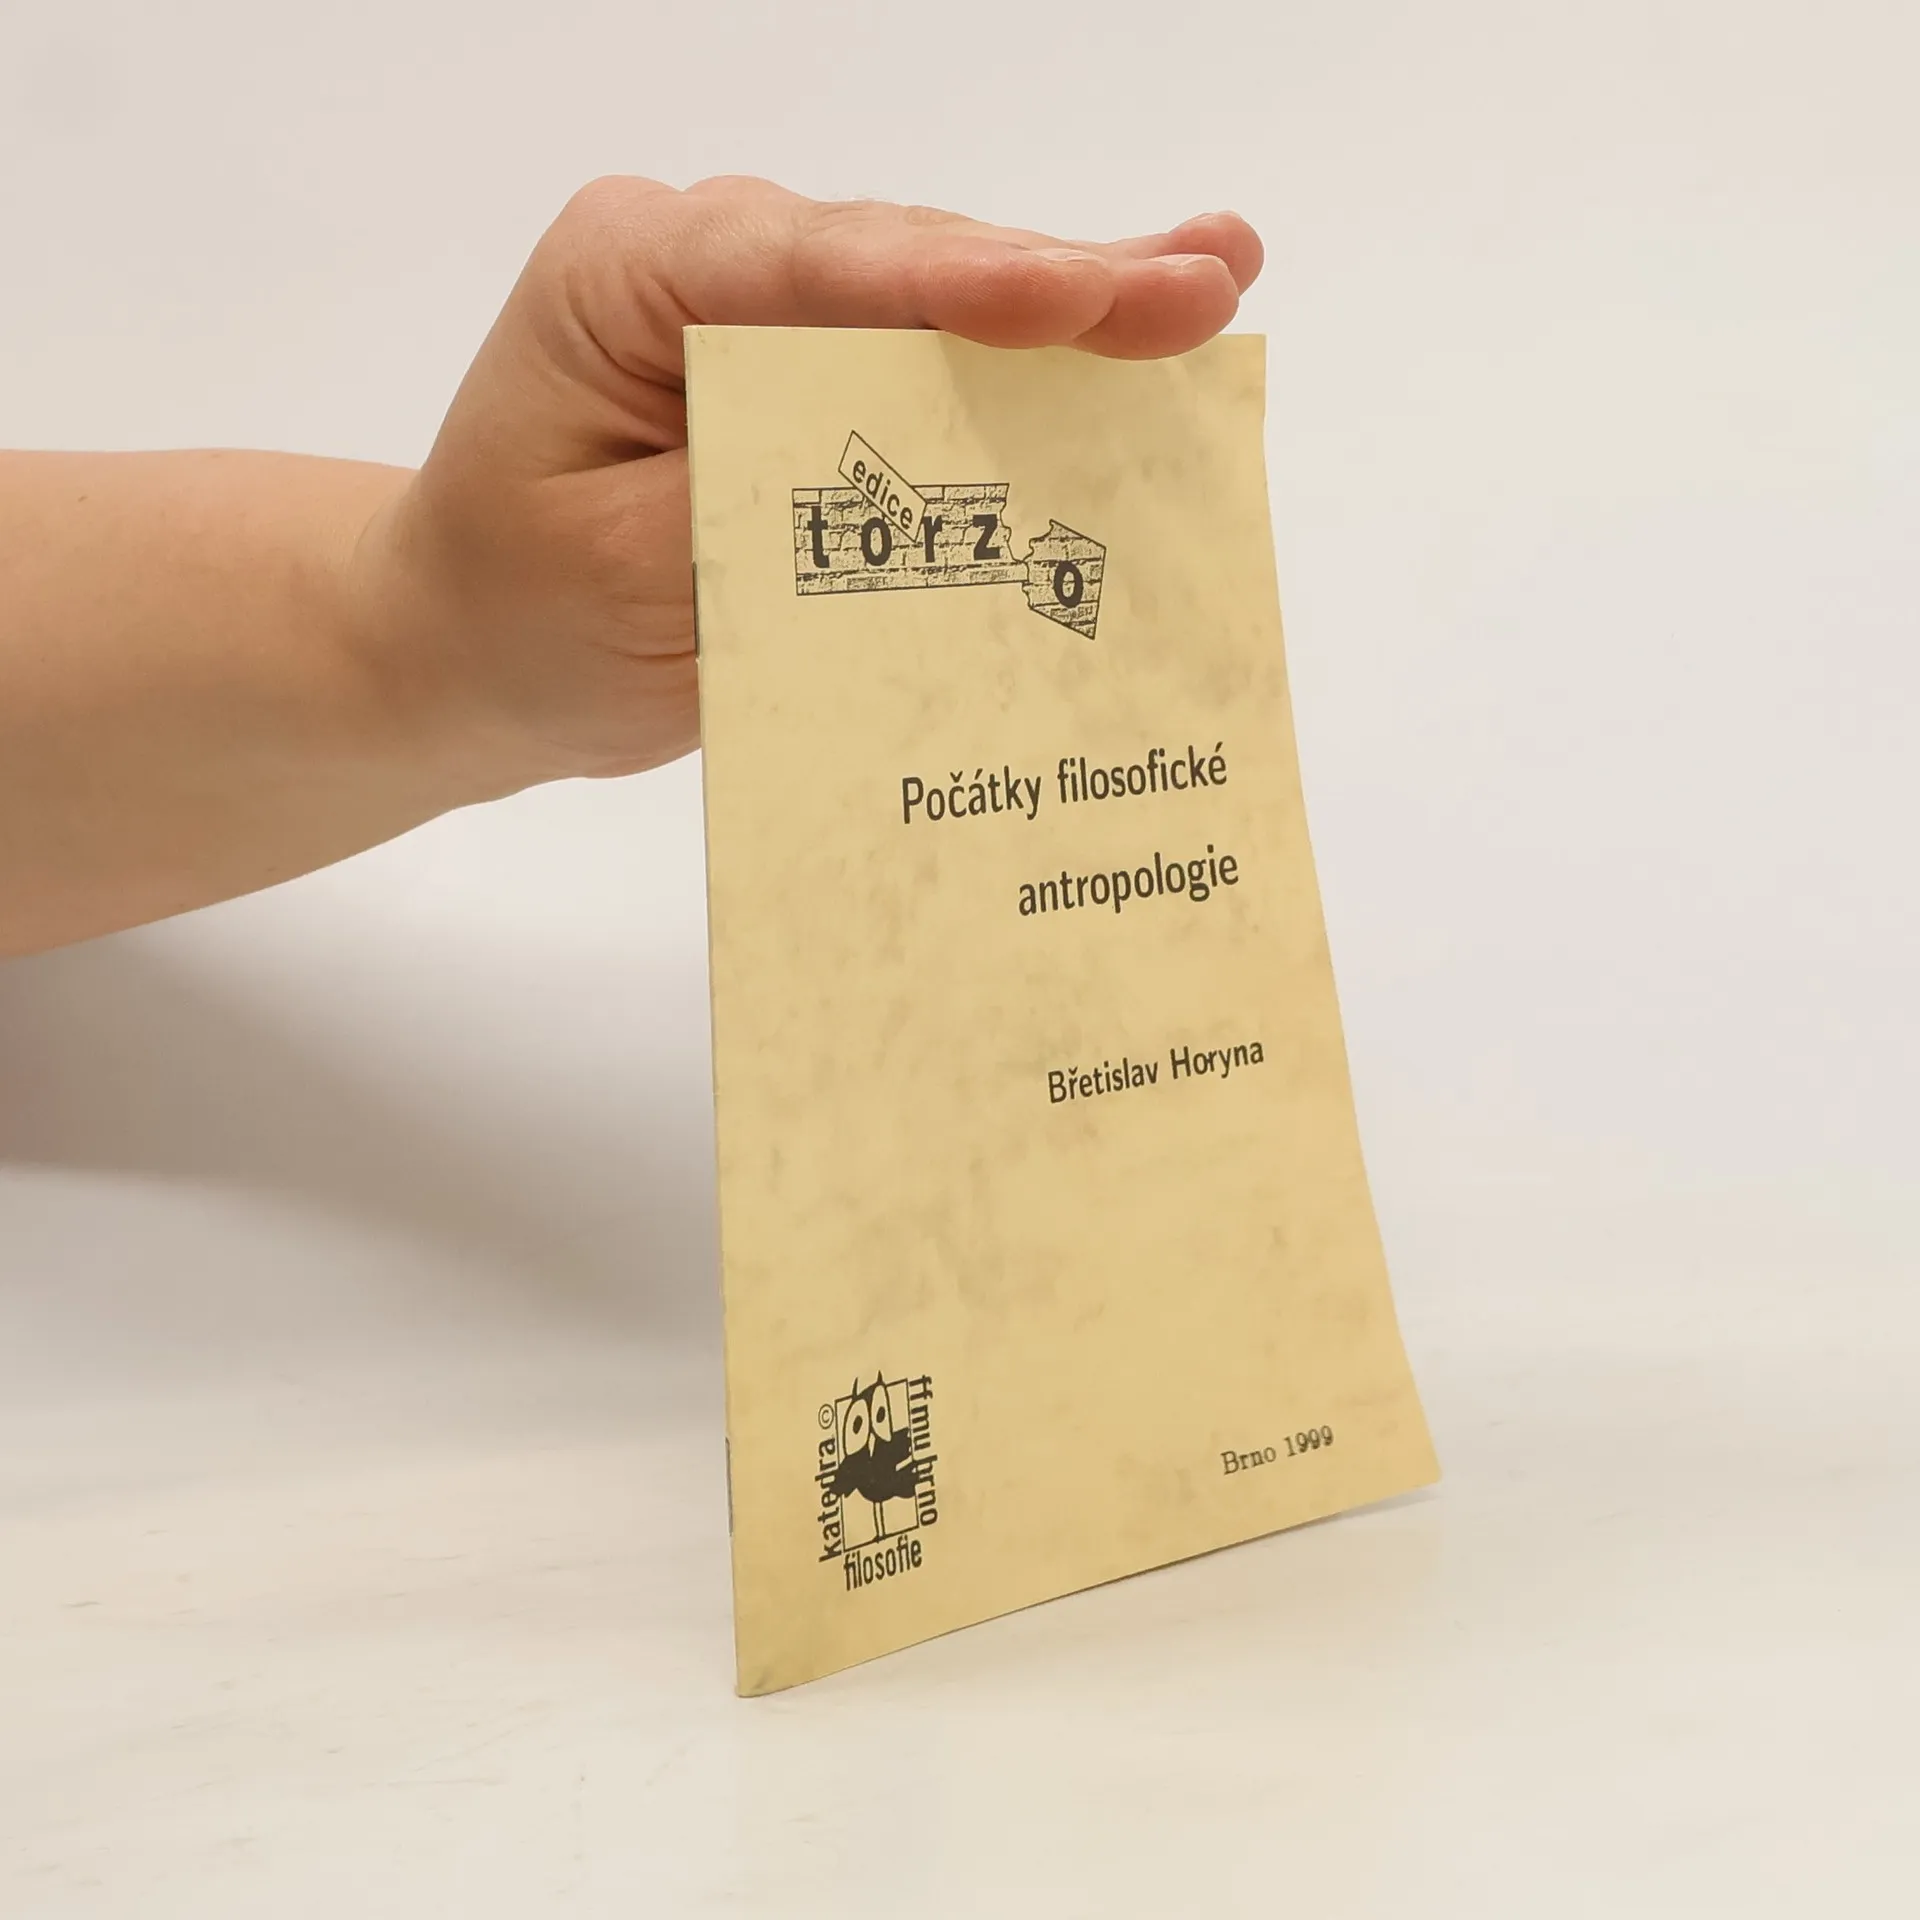 edice
torzo
Počátky filosofické
antropologie
Břetislav Horyna
katedra ©
ffmu brno
filosofie
Brno 1999